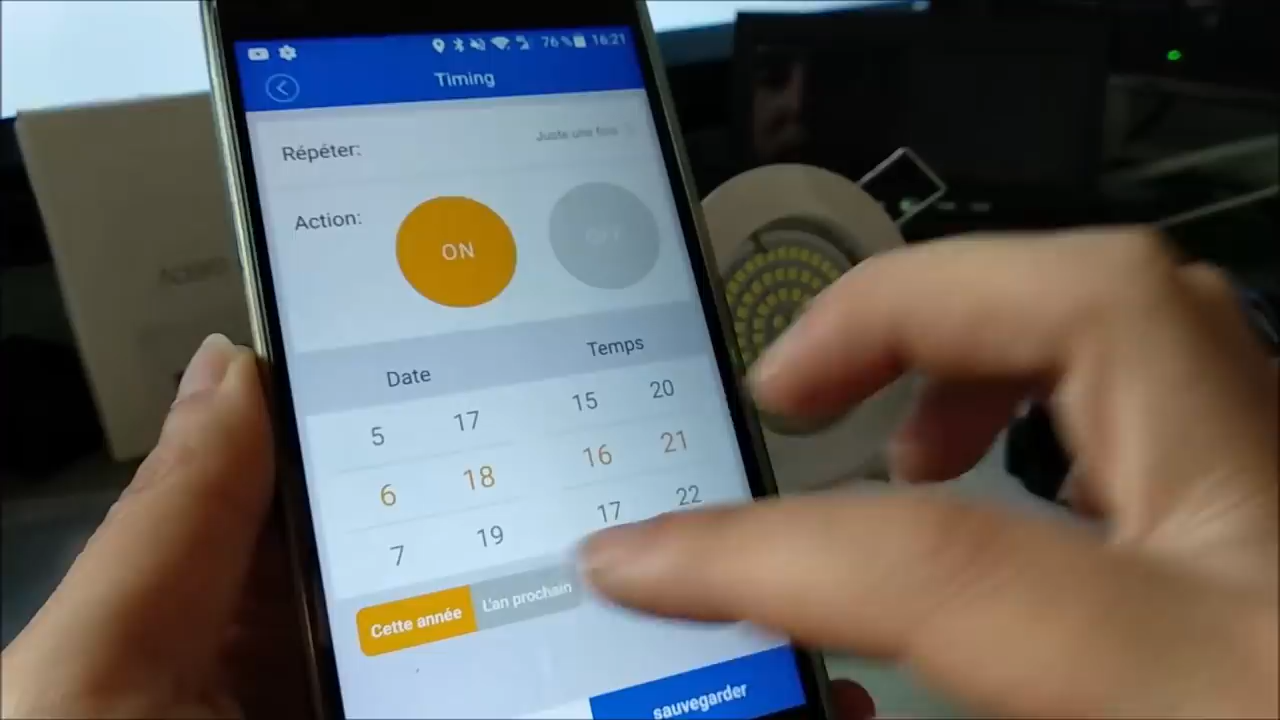 76 % 16:21
Timing
Répéter: Juste une fois
Action: ON OFF
Date Temps
5 17 15 20
6 18 16 21
7 19 17 22
Cette année L'an prochain
sauvegarder